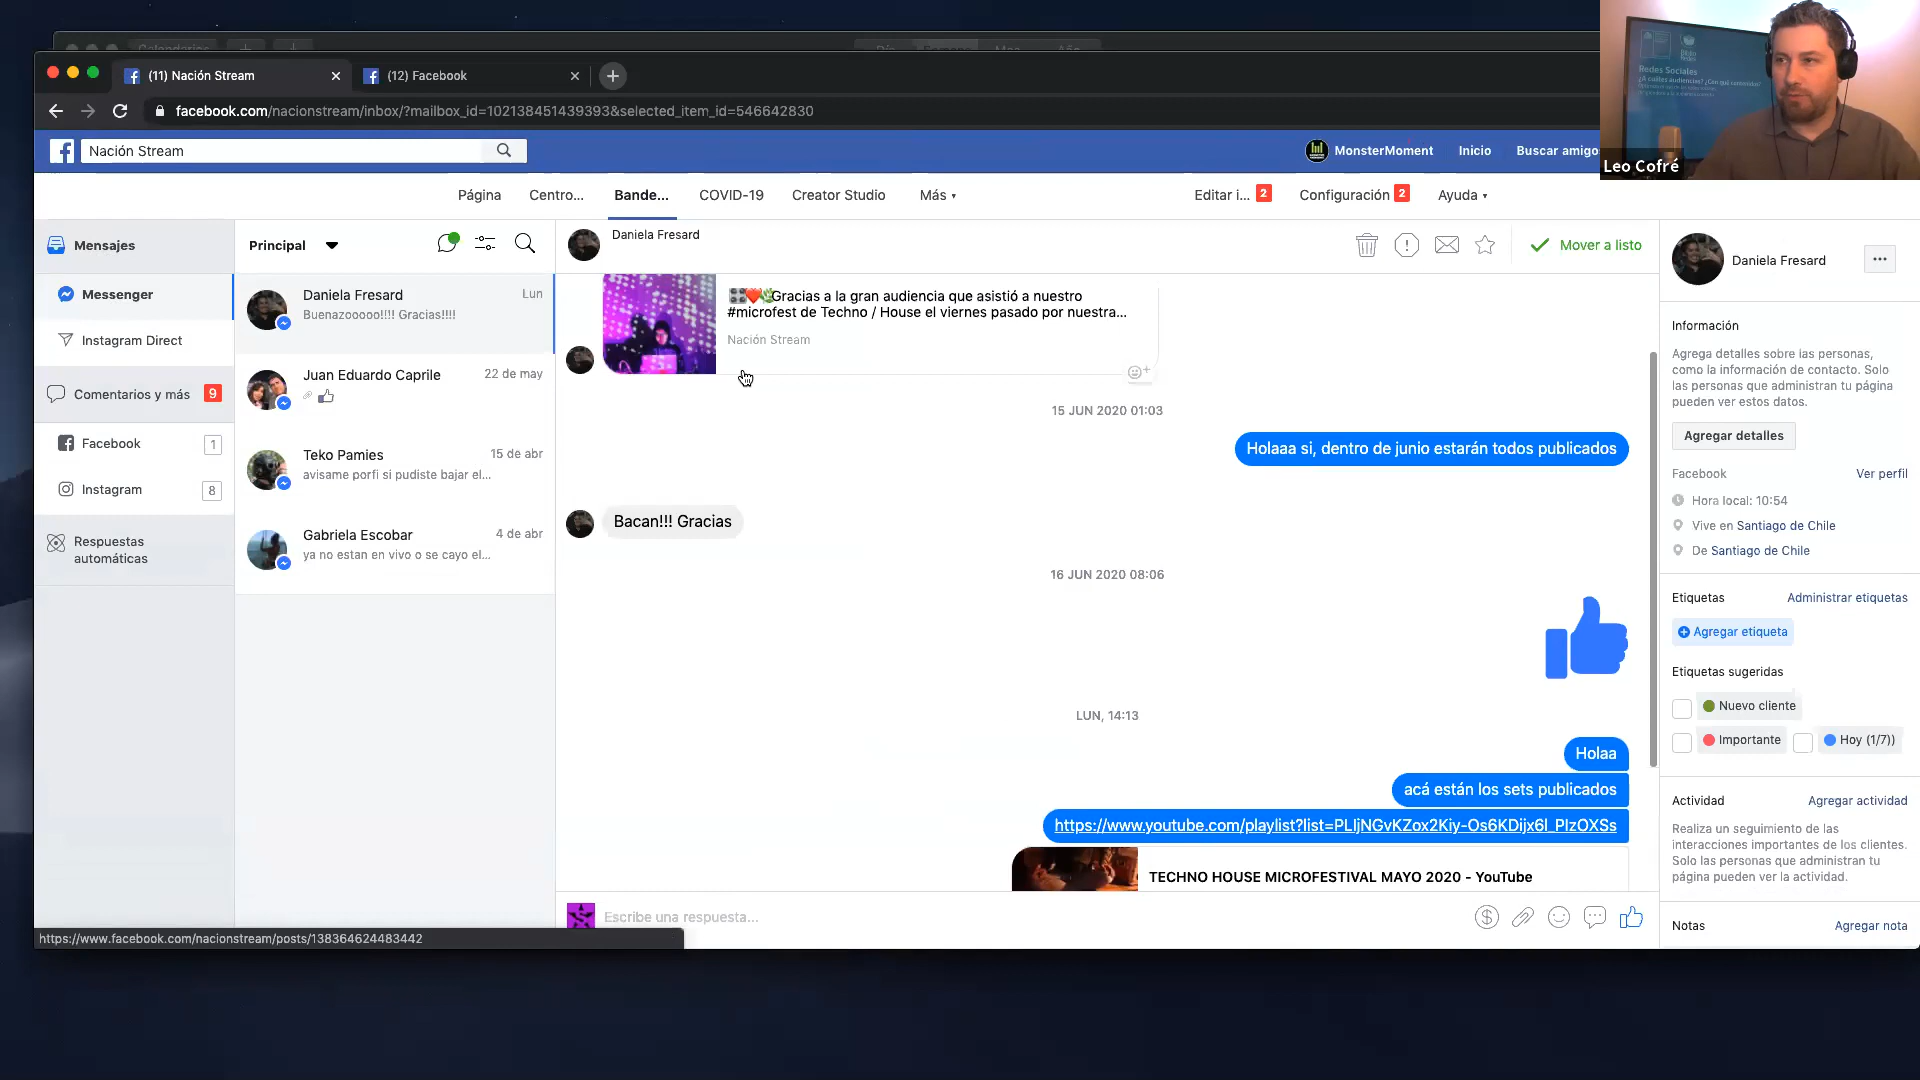 Calendarios
Día Semana Mes Año
(11) Nación Stream
(12) Facebook
facebook.com/nacionstream/inbox/?mailbox_id=102138451439393&selected_item_id=546642830
Nación Stream
MonsterMoment Inicio Buscar amigos
Redes Sociales
Leo Cofré
Página Centro... Bande... COVID-19 Creator Studio Más Editar i... 2 Configuración 2 Ayuda
Mensajes
Messenger
Instagram Direct
Comentarios y más 9
Facebook 1
Instagram 8
Respuestas
automáticas
Principal
Daniela Fresard Lun
Buenazooooo!!!! Gracias!!!!
Juan Eduardo Caprile 22 de may
Teko Pamies 15 de abr
avisame porfi si pudiste bajar el...
Gabriela Escobar 4 de abr
ya no estan en vivo o se cayo el...
Daniela Fresard
Mover a listo
Gracias a la gran audiencia que asistió a nuestro
#microfest de Techno / House el viernes pasado por nuestra...
Nación Stream
15 JUN 2020 01:03
Holaaa si, dentro de junio estarán todos publicados
Bacan!!! Gracias
16 JUN 2020 08:06
LUN, 14:13
Holaa
acá están los sets publicados
https://www.youtube.com/playlist?list=PLIjNGvKZox2Kiy-Os6KDijx6l_PIzOXSs
TECHNO HOUSE MICROFESTIVAL MAYO 2020 - YouTube
Escribe una respuesta...
Daniela Fresard
Información
Agrega detalles sobre las personas,
como la información de contacto. Solo
las personas que administran tu página
pueden ver estos datos.
Agregar detalles
Facebook Ver perfil
Hora local: 10:54
Vive en Santiago de Chile
De Santiago de Chile
Etiquetas Administrar etiquetas
Agregar etiqueta
Etiquetas sugeridas
Nuevo cliente
Importante Hoy (1/7))
Actividad Agregar actividad
Realiza un seguimiento de las
interacciones importantes de los clientes.
Solo las personas que administran tu
página pueden ver la actividad.
Notas Agregar nota
https://www.facebook.com/nacionstream/posts/138364624483442